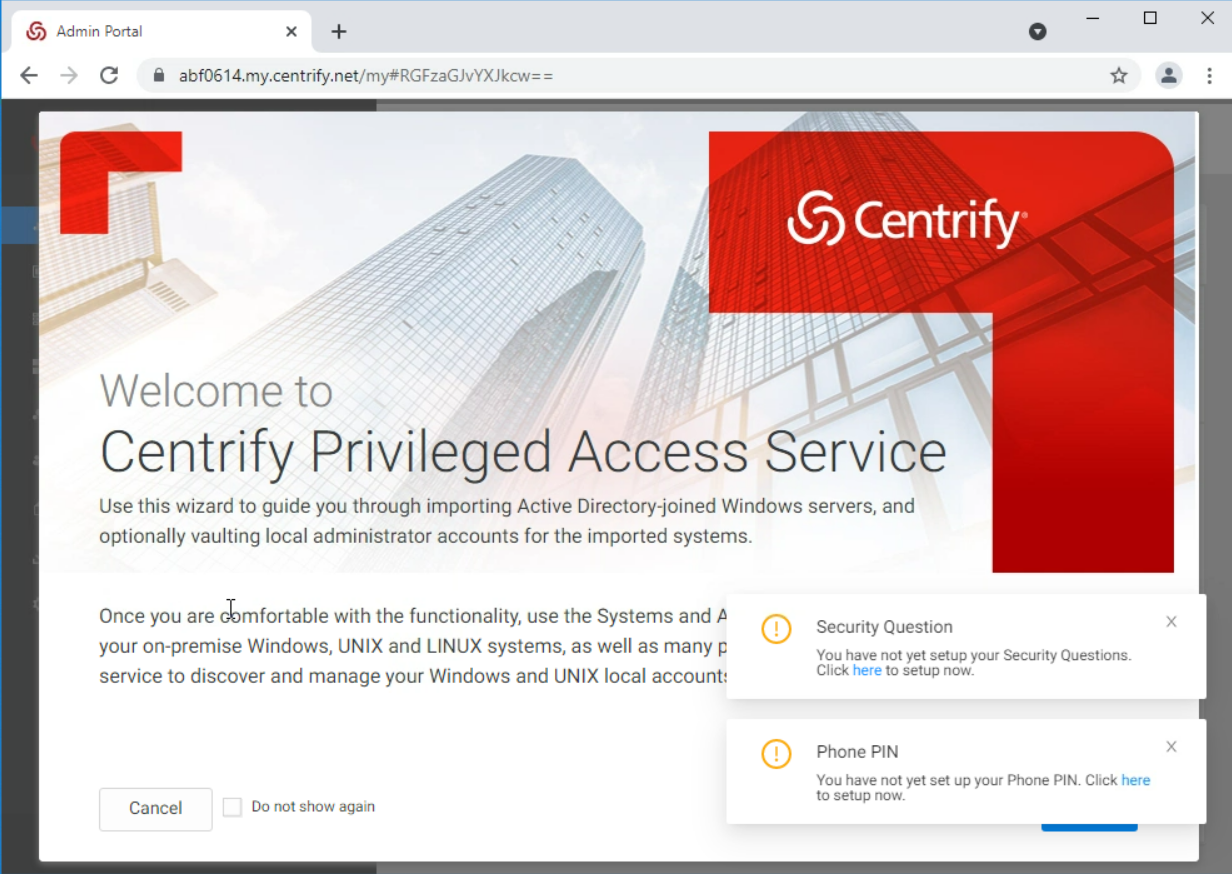 Admin Portal
abf0614.my.centrify.net/my#RGFzaGJvYXJkcw==
Centrify®
Welcome to
Centrify Privileged Access Service
Use this wizard to guide you through importing Active Directory-joined Windows servers, and
optionally vaulting local administrator accounts for the imported systems.
Once you are comfortable with the functionality, use the Systems and A
your on-premise Windows, UNIX and LINUX systems, as well as many p
service to discover and manage your Windows and UNIX local accounts
Security Question
You have not yet setup your Security Questions.
Click here to setup now.
Phone PIN
You have not yet set up your Phone PIN. Click here
to setup now.
Cancel
Do not show again